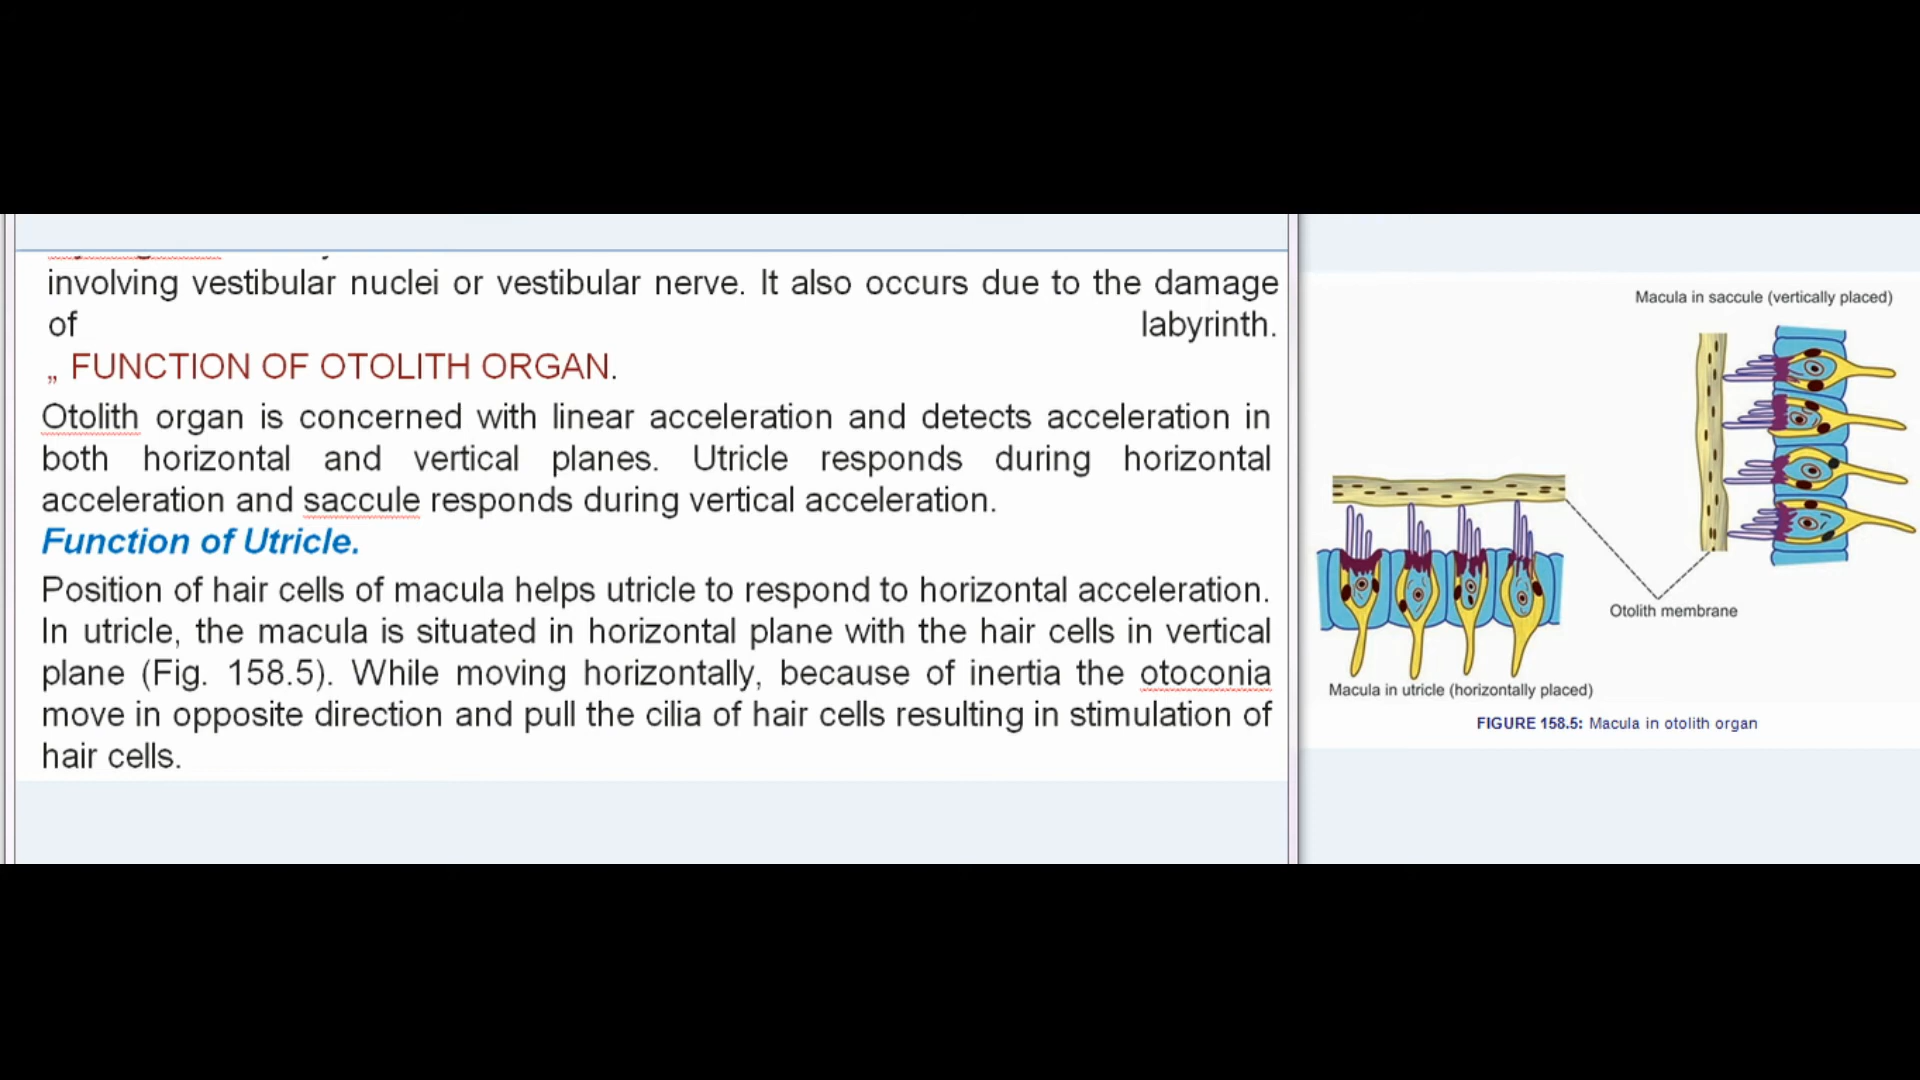 involving vestibular nuclei or vestibular nerve. It also occurs due to the damage
of labyrinth.
„ FUNCTION OF OTOLITH ORGAN.
Otolith organ is concerned with linear acceleration and detects acceleration in
both horizontal and vertical planes. Utricle responds during horizontal
acceleration and saccule responds during vertical acceleration.
Function of Utricle.
Position of hair cells of macula helps utricle to respond to horizontal acceleration.
In utricle, the macula is situated in horizontal plane with the hair cells in vertical
plane (Fig. 158.5). While moving horizontally, because of inertia the otoconia
move in opposite direction and pull the cilia of hair cells resulting in stimulation of
hair cells.
Macula in saccule (vertically placed)
Otolith membrane
Macula in utricle (horizontally placed)
FIGURE 158.5: Macula in otolith organ